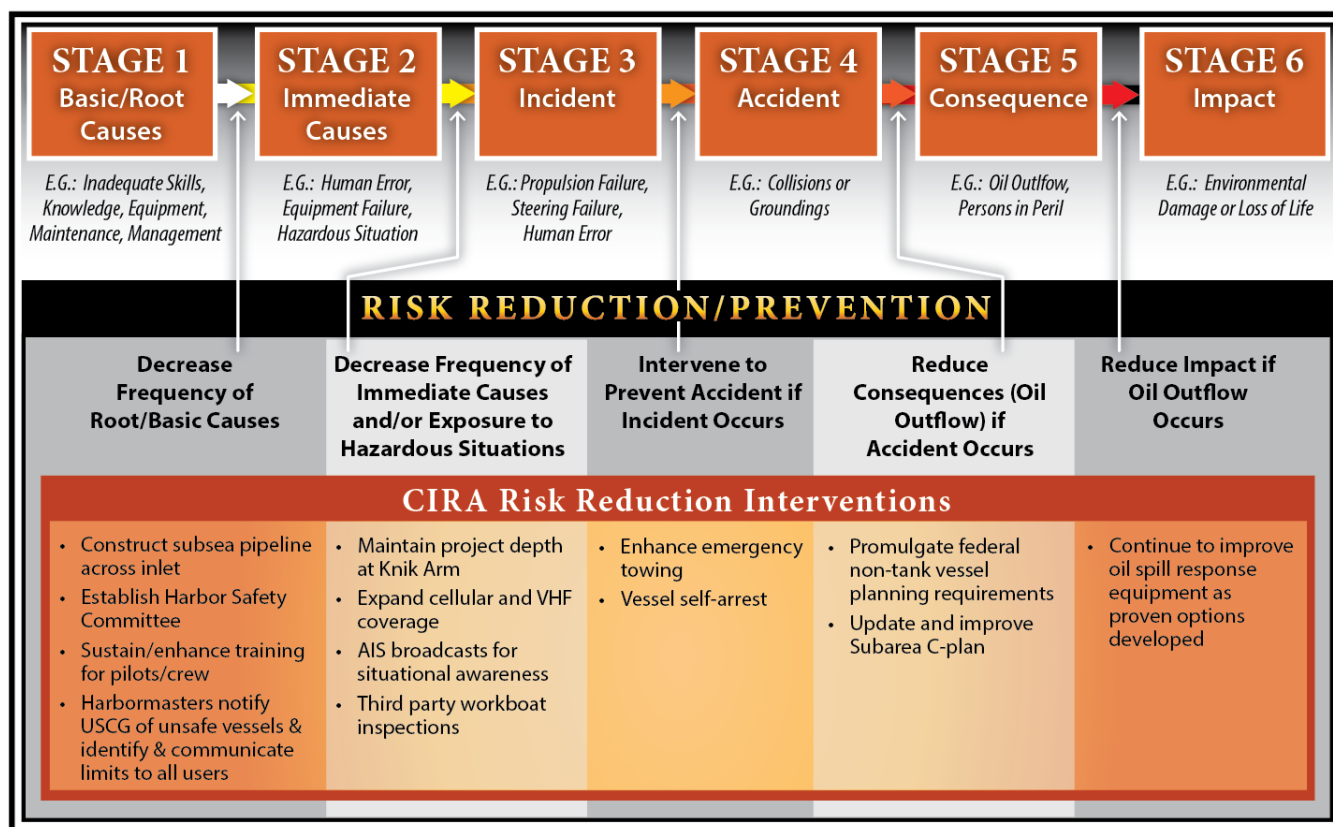 STAGE 1
Basic/Root
Causes
STAGE 2
Immediate
Causes
STAGE 3
Incident
STAGE 4
Accident
STAGE 5
Consequence
STAGE 6
Impact
E.G.: Inadequate Skills,
Knowledge, Equipment,
Maintenance, Management
E.G.: Human Error,
Equipment Failure,
Hazardous Situation
E.G.: Propulsion Failure,
Steering Failure,
Human Error
E.G.: Collisions or
Groundings
E.G.: Oil Outlfow,
Persons in Peril
E.G.: Environmental
Damage or Loss of Life
RISK REDUCTION/PREVENTION
Decrease
Frequency of
Root/Basic Causes
Decrease Frequency of
Immediate Causes
and/or Exposure to
Hazardous Situations
Intervene to
Prevent Accident if
Incident Occurs
Reduce
Consequences (Oil
Outflow) if
Accident Occurs
Reduce Impact if
Oil Outflow
Occurs
CIRA Risk Reduction Interventions
• Construct subsea pipeline
across inlet
• Establish Harbor Safety
Committee
• Sustain/enhance training
for pilots/crew
• Harbormasters notify
USCG of unsafe vessels &
identify & communicate
limits to all users
• Maintain project depth
at Knik Arm
• Expand cellular and VHF
coverage
• AIS broadcasts for
situational awareness
• Third party workboat
inspections
• Enhance emergency
towing
• Vessel self-arrest
• Promulgate federal
non-tank vessel
planning requirements
• Update and improve
Subarea C-plan
• Continue to improve
oil spill response
equipment as
proven options
developed